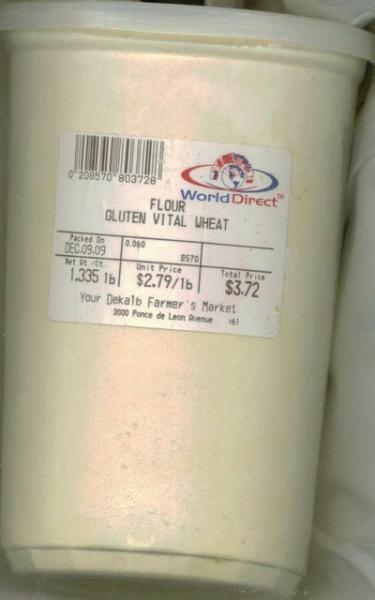 0 208570 803728
WorldDirect™
FLOUR
GLUTEN VITAL WHEAT
Packed On
DEC.09.09
0.060
8570
Net Wt./Ct.
1.335 lb
Unit Price
$2.79/lb
Total Price
$3.72
Your Dekalb Farmer's Market
3000 Ponce de Leon Avenue